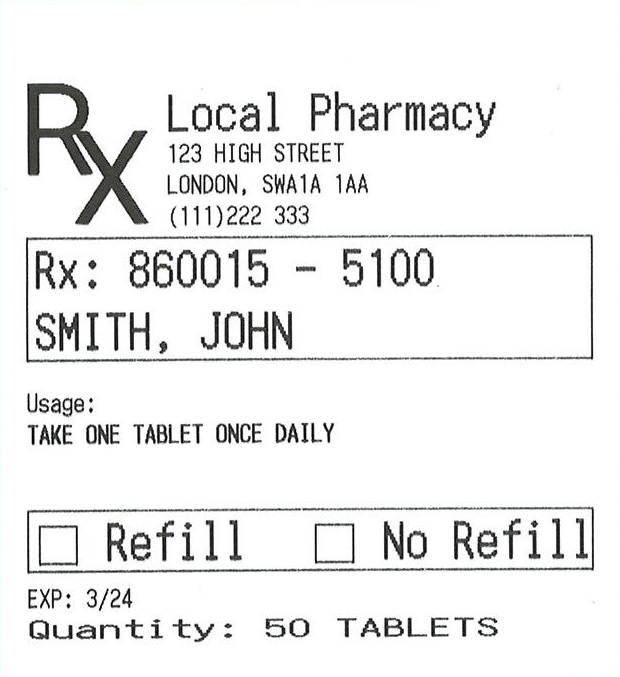 Rx
Local Pharmacy
123 HIGH STREET
LONDON, SWA1A 1AA
(111)222 333
Rx: 860015 - 5100
SMITH, JOHN
Usage:
TAKE ONE TABLET ONCE DAILY
Refill No Refill
EXP: 3/24
Quantity: 50 TABLETS